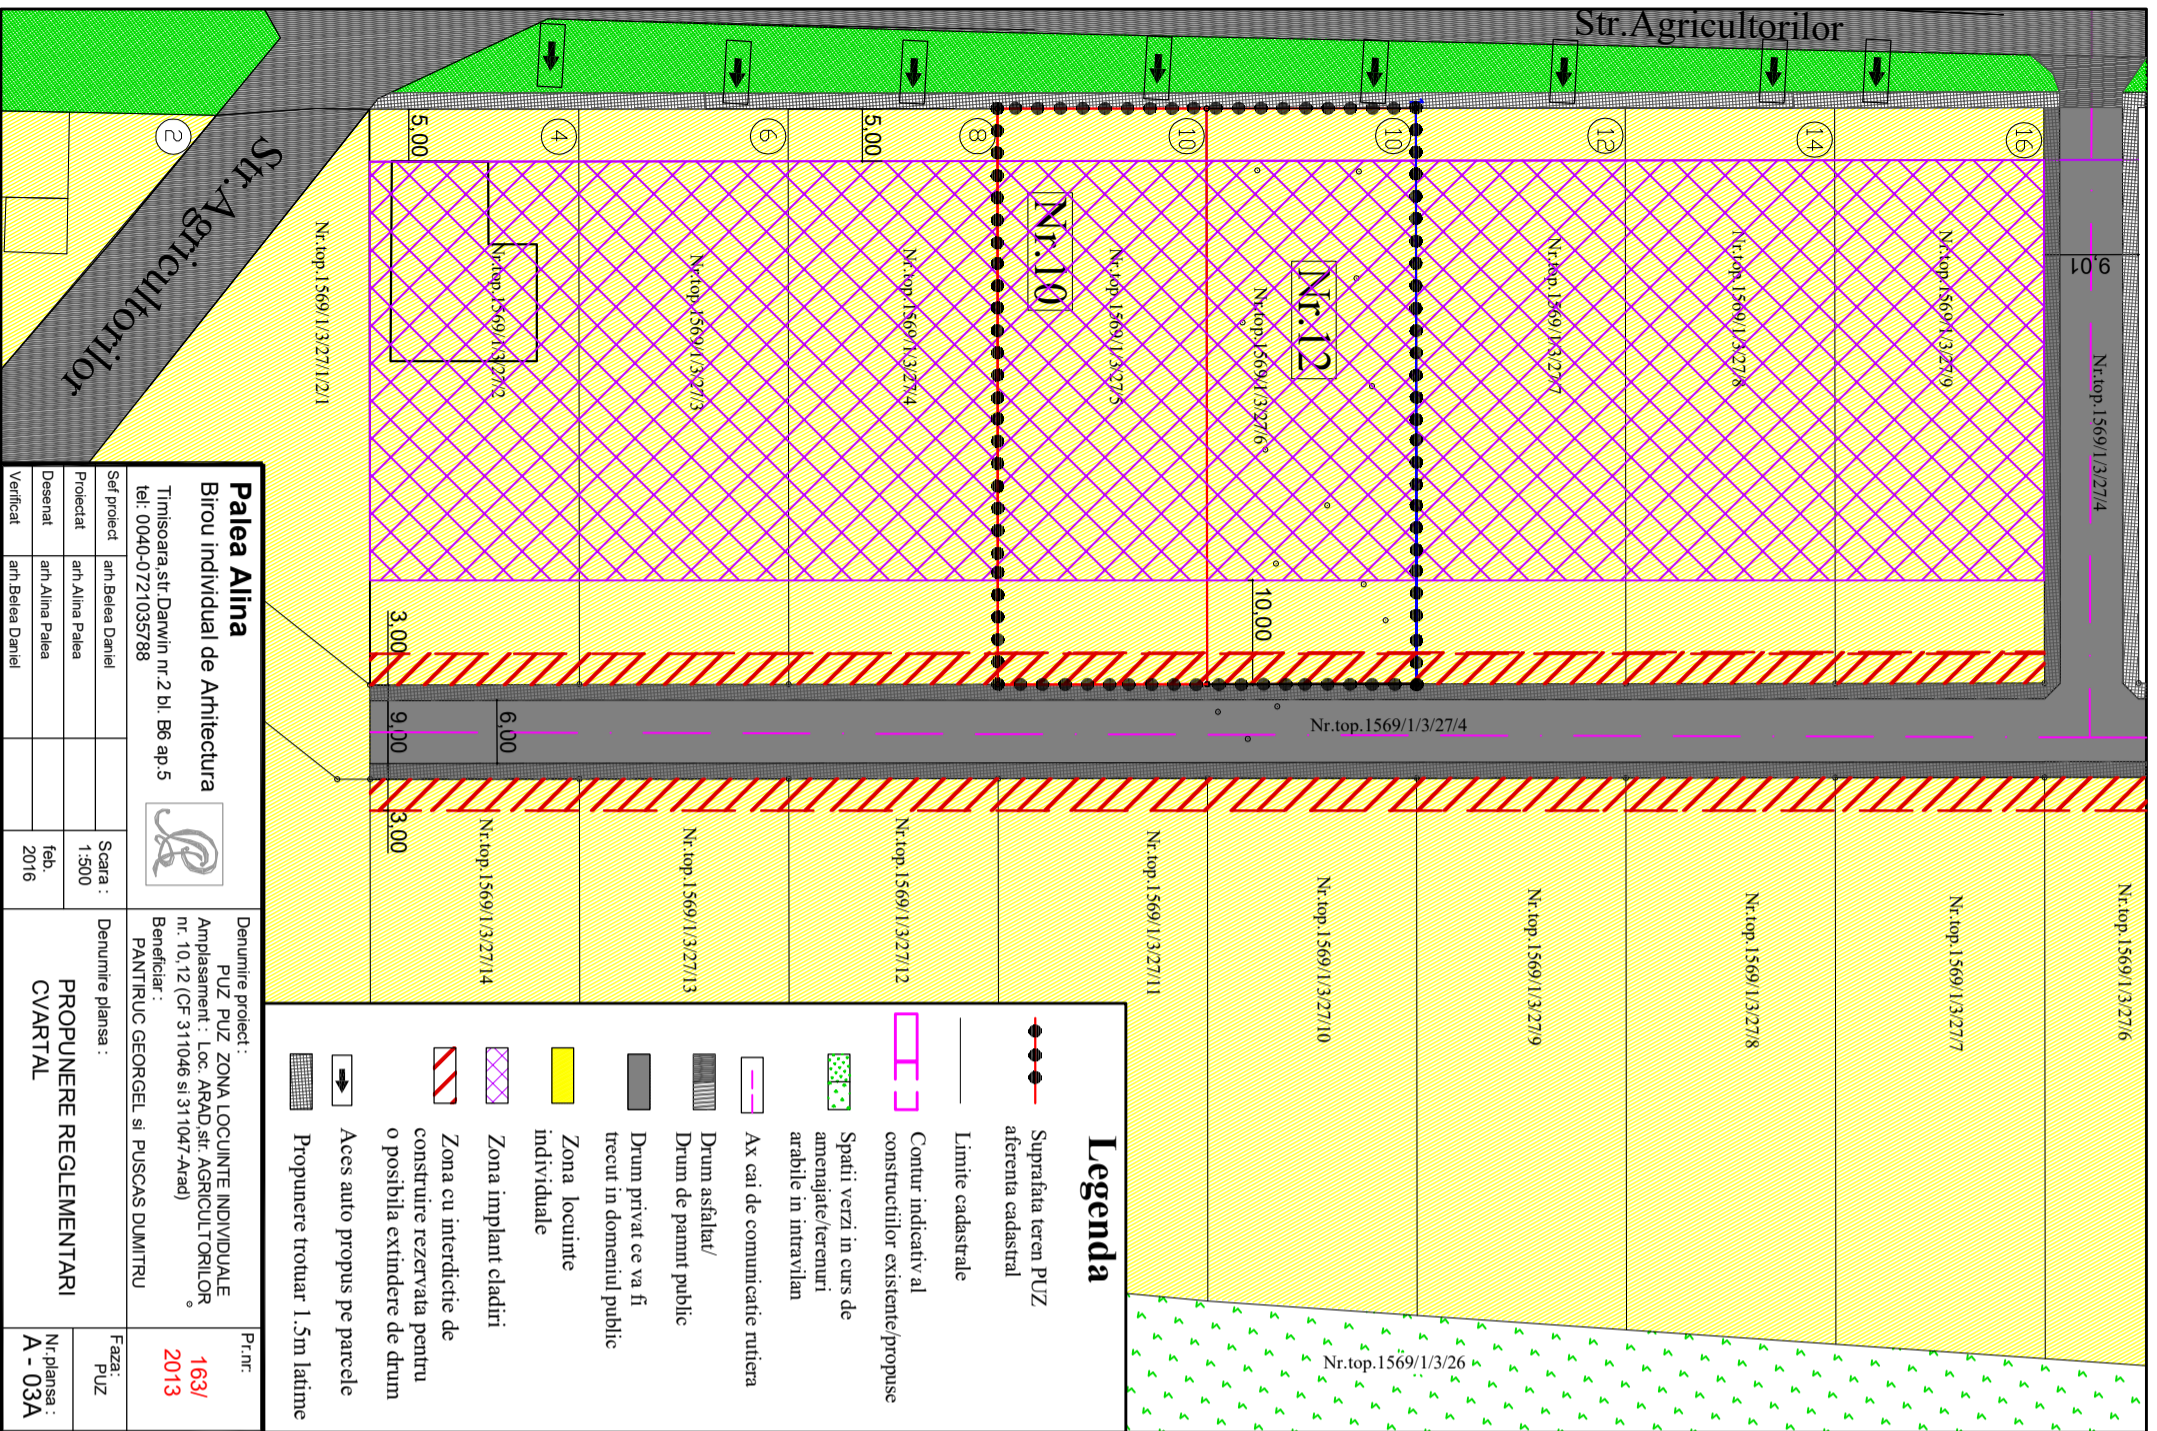 Str.Agricultorilor
Str.Agricultorilor
2
4
6
8
10
10
12
14
16
5,00
5,00
9,01
Nr.10
Nr.12
Nr.top.1569/1/3/27/1/2/1
Nr.top.1569/1/3/27/2
Nr.top.1569/1/3/27/3
Nr.top.1569/1/3/27/4
Nr.top.1569/1/3/27/5
Nr.top.1569/1/3/27/6
Nr.top.1569/1/3/27/7
Nr.top.1569/1/3/27/8
Nr.top.1569/1/3/27/9
Nr.top.1569/1/3/27/4
10,00
3,00
9,00
6,00
3,00
Nr.top.1569/1/3/27/4
Nr.top.1569/1/3/27/14
Nr.top.1569/1/3/27/13
Nr.top.1569/1/3/27/12
Nr.top.1569/1/3/27/11
Nr.top.1569/1/3/27/10
Nr.top.1569/1/3/27/9
Nr.top.1569/1/3/27/8
Nr.top.1569/1/3/27/7
Nr.top.1569/1/3/27/6
Nr.top.1569/1/3/26
Legenda
Suprafata teren PUZ
aferenta cadastral
Limite cadastrale
Contur indicativ al
constructiilor existente/propuse
Spatii verzi in curs de
amenajate/terenuri
arabile in intravilan
Ax cai de comunicatie rutiera
Drum asfaltat/
Drum de pamnt public
Drum privat ce va fi
trecut in domeniul public
Zona locuinte
individuale
Zona implant cladiri
Zona cu interdictie de
construire rezervata pentru
o posibila extindere de drum
Aces auto propus pe parcele
Propunere trotuar 1.5m latime
Palea Alina
Birou individual de Arhitectura
Timisoara,str.Darwin nr.2 bl. B6 ap.5
tel: 0040-0721035788
Sef proiect arh.Belea Daniel
Proiectat arh.Alina Palea
Desenat arh.Alina Palea
Verificat arh.Belea Daniel
Scara :
1:500
feb.
2016
Denumire proiect :
PUZ PUZ ZONA LOCUINTE INDIVIDUALE
Amplasament : Loc. ARAD,str. AGRICULTORILOR
nr. 10,12 (CF 311046 si 311047-Arad)
Beneficiar :
PANTIRUC GEORGEL si PUSCAS DUMITRU
Denumire plansa :
PROPUNERE REGLEMENTARI
CVARTAL
Pr.nr:
163/
2013
Faza:
PUZ
Nr.plansa :
A - 03A